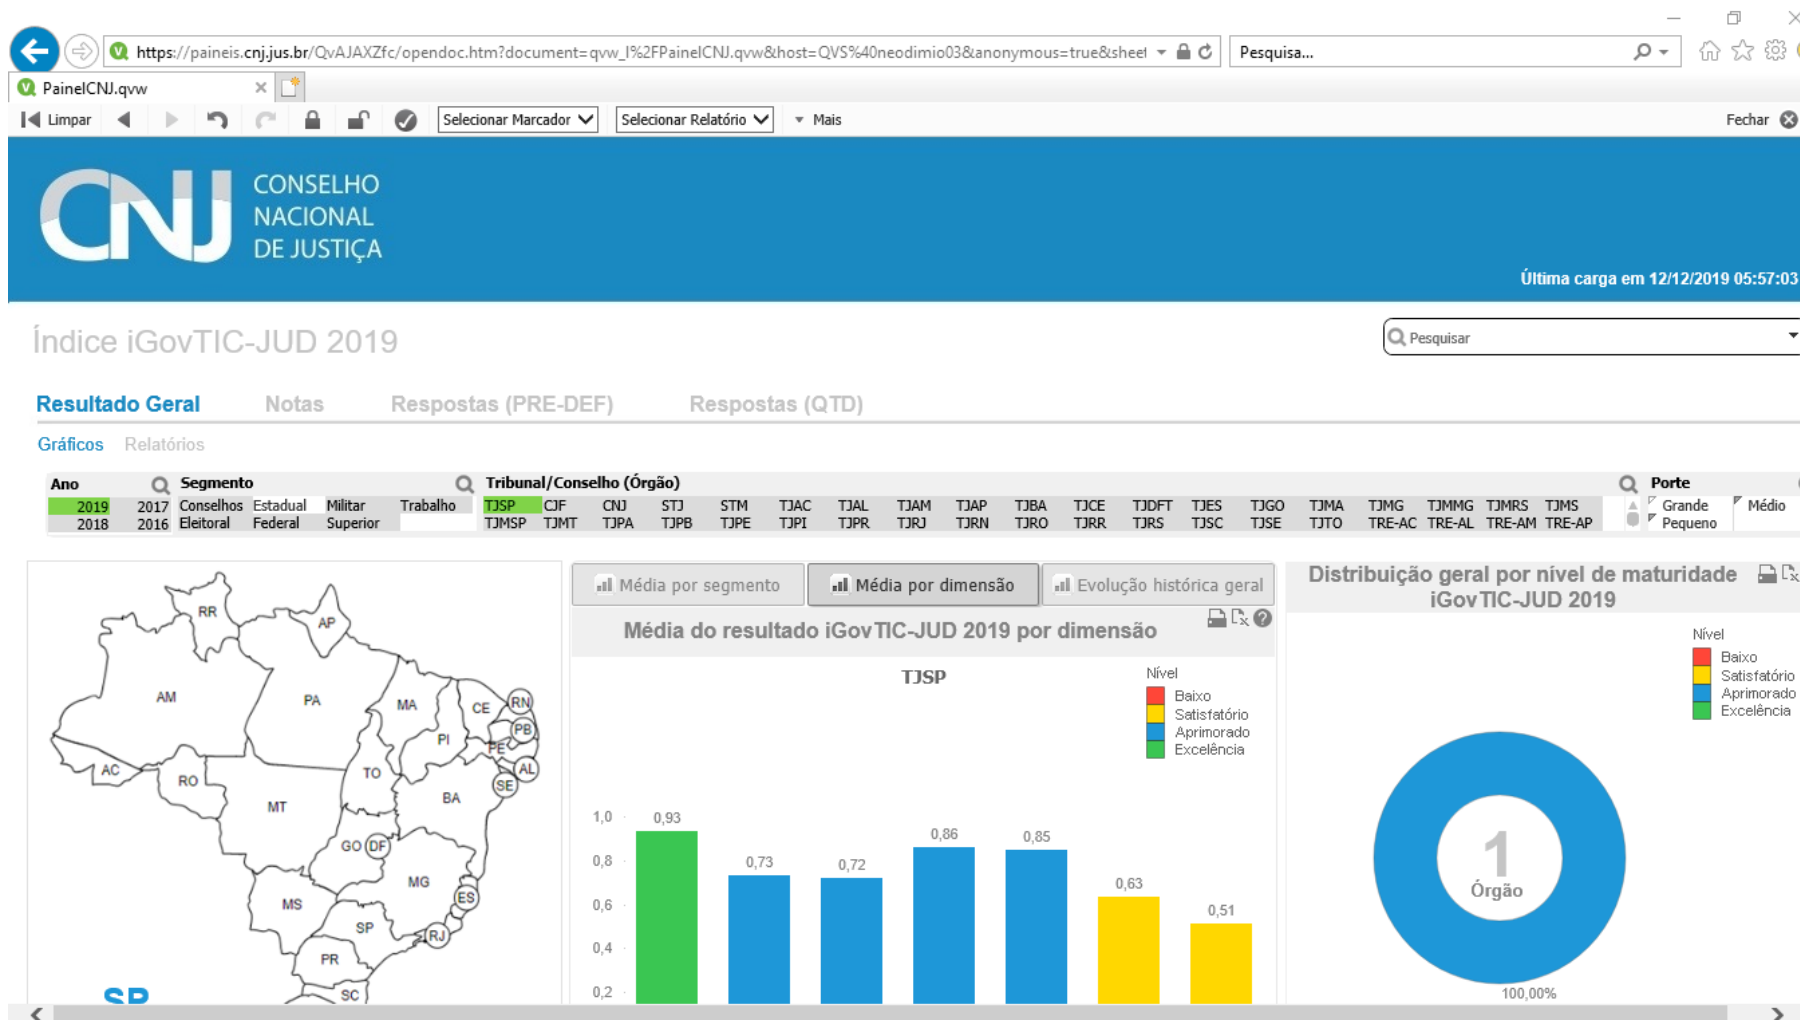 https://paineis.cnj.jus.br/QvAJAXZfc/opendoc.htm?document=qvw_l%2FPainelCNJ.qvw&host=QVS%40neodimio03&anonymous=true&sheet
Pesquisa...
PainelCNJ.qvw
Limpar
Selecionar Marcador
Selecionar Relatório
Mais
Fechar
CNJ
CONSELHO
NACIONAL
DE JUSTIÇA
Última carga em 12/12/2019 05:57:03
Índice iGovTIC-JUD 2019
Pesquisar
Resultado Geral Notas Respostas (PRE-DEF) Respostas (QTD)
Gráficos Relatórios
Ano Segmento Tribunal/Conselho (Órgão) Porte
2019 2017 Conselhos Estadual Militar Trabalho TJSP CJF CNJ STJ STM TJAC TJAL TJAM TJAP TJBA TJCE TJDFT TJES TJGO TJMA TJMG TJMMG TJMRS TJMS Grande Médio
2018 2016 Eleitoral Federal Superior TJMSP TJMT TJPA TJPB TJPE TJPI TJPR TJRJ TJRN TJRO TJRR TJRS TJSC TJSE TJTO TRE-AC TRE-AL TRE-AM TRE-AP Pequeno
RR
AP
AM
PA
MA
CE
RN
PB
PI
PE
AC
RO
TO
AL
SE
MT
BA
GO
DF
MG
ES
MS
SP
RJ
PR
SC
SP
Média por segmento
Média por dimensão
Evolução histórica geral
Média do resultado iGovTIC-JUD 2019 por dimensão
TJSP
Nível
Baixo
Satisfatório
Aprimorado
Excelência
1,0
0,8
0,6
0,4
0,2
0,93
0,73
0,72
0,86
0,85
0,63
0,51
Distribuição geral por nível de maturidade
iGovTIC-JUD 2019
Nível
Baixo
Satisfatório
Aprimorado
Excelência
1
Órgão
100,00%